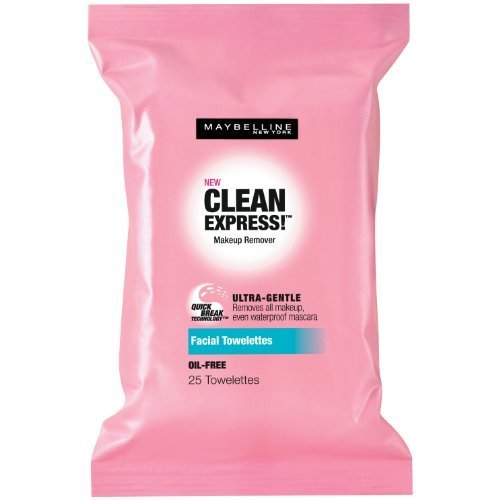 MAYBELLINE
NEW YORK
NEW
CLEAN
EXPRESS!™
Makeup Remover
QUICK
BREAK
TECHNOLOGY™
ULTRA-GENTLE
Removes all makeup,
even waterproof mascara
Facial Towelettes
OIL-FREE
25 Towelettes